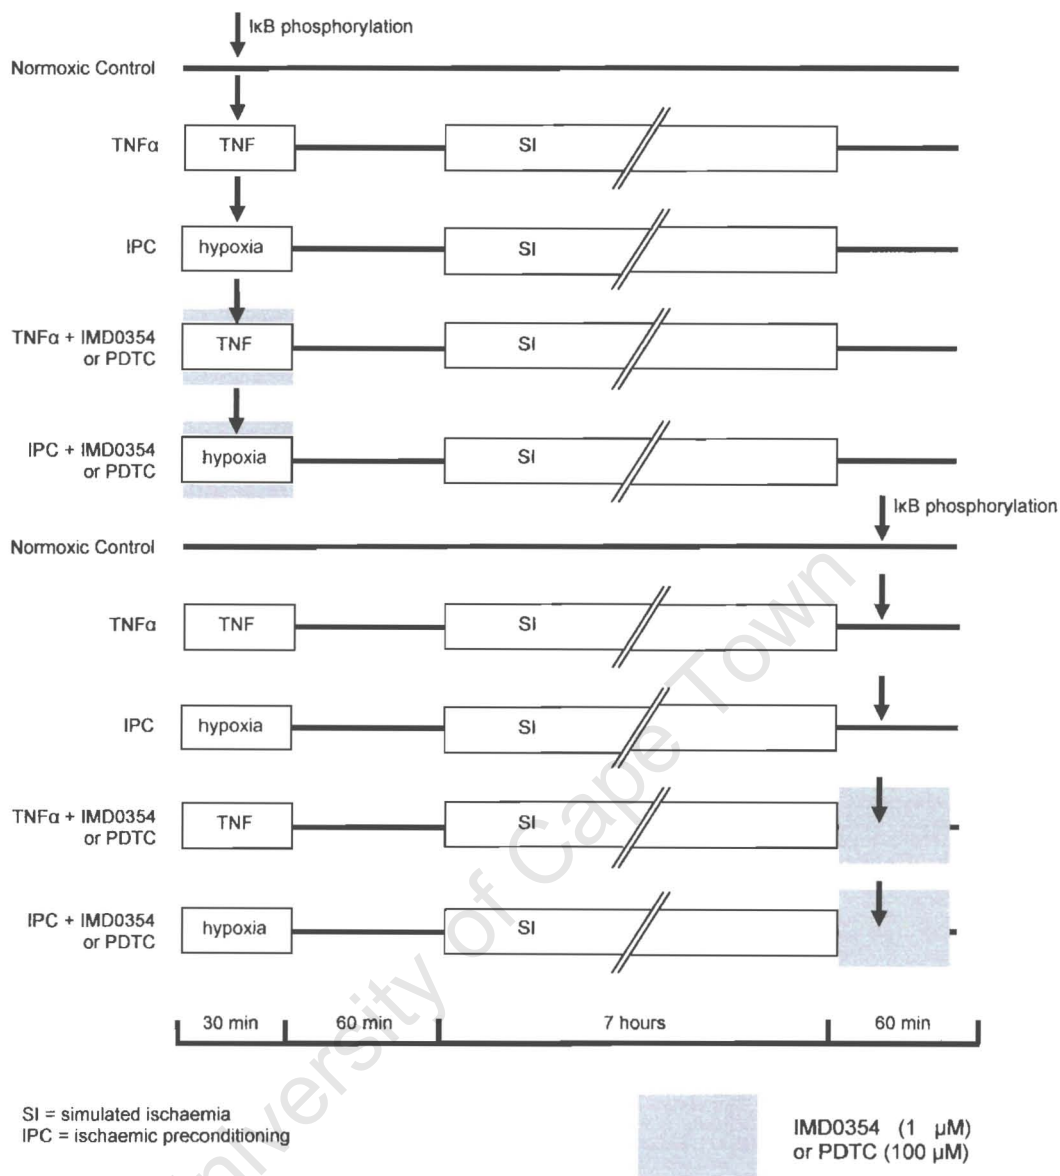 IκB phosphorylation
Normoxic Control
TNFα TNF SI
IPC hypoxia SI
TNFα + IMD0354
or PDTC
TNF SI
IPC + IMD0354
or PDTC
hypoxia SI
IκB phosphorylation
Normoxic Control
TNFα TNF SI
IPC hypoxia SI
TNFα + IMD0354
or PDTC
TNF SI
IPC + IMD0354
or PDTC
hypoxia SI
30 min 60 min 7 hours 60 min
SI = simulated ischaemia
IPC = ischaemic preconditioning
IMD0354 (1 µM)
or PDTC (100 µM)
University of Cape Town